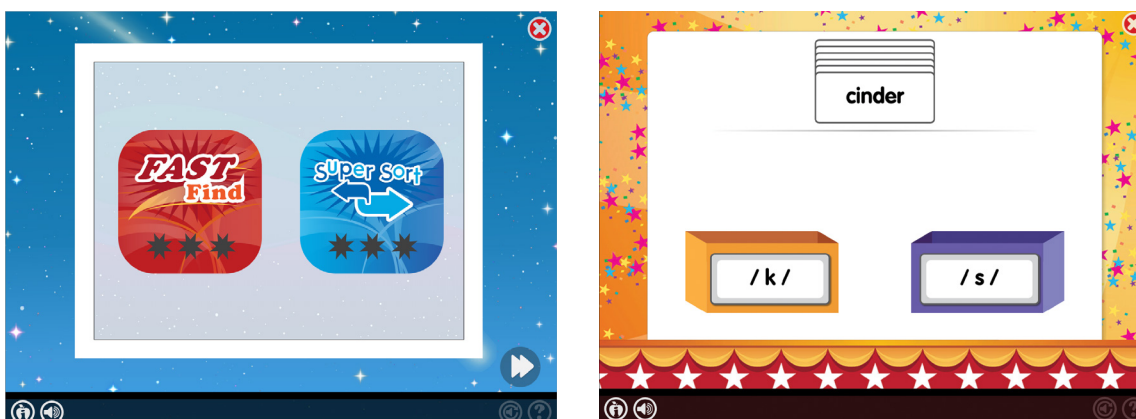 FAST
Find
Super Sort
cinder
/ k /
/ s /